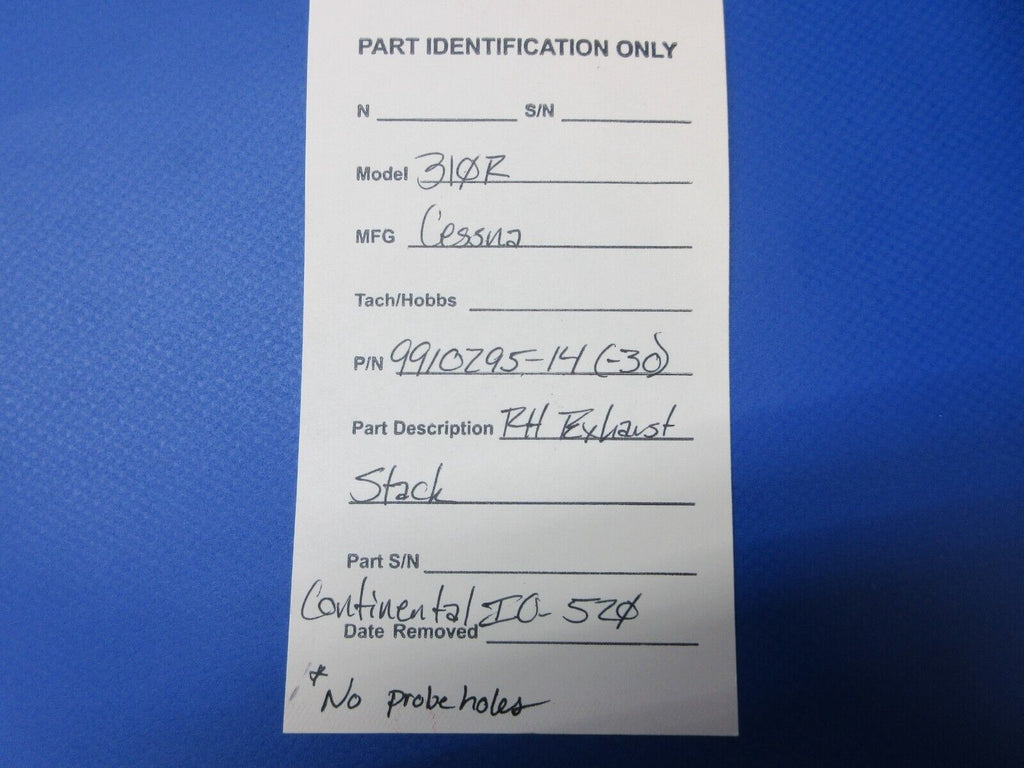 PART IDENTIFICATION ONLY
N S/N
Model 310R
MFG Cessna
Tach/Hobbs
P/N 9910295-14 (-30)
Part Description RH Exhaust
Stack
Part S/N
Continental IO-520
Date Removed
*No probe holes